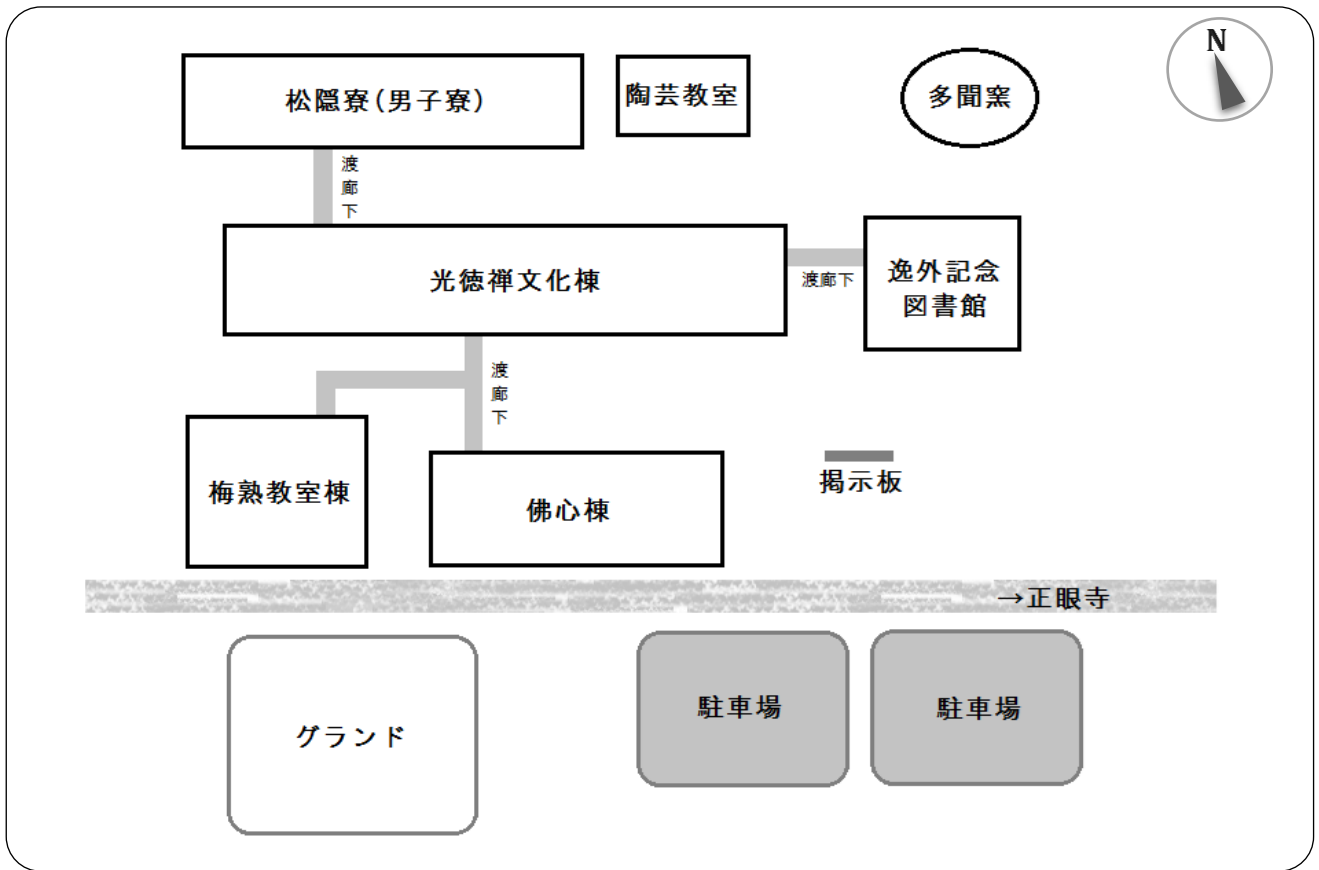 N
松隠寮(男子寮)
陶芸教室
多聞窯
渡廊下
光徳禅文化棟
渡廊下
逸外記念
図書館
渡廊下
梅熟教室棟
佛心棟
掲示板
→正眼寺
グランド
駐車場
駐車場